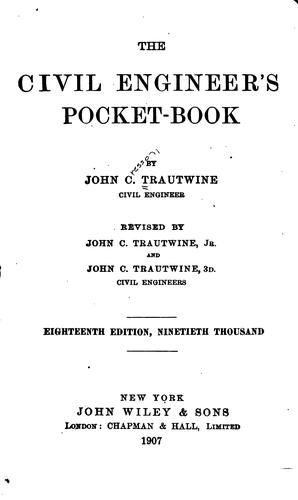 THE
CIVIL ENGINEER'S
POCKET-BOOK
BY
JOHN C. TRAUTWINE
CIVIL ENGINEER
REVISED BY
JOHN C. TRAUTWINE, JR.
AND
JOHN C. TRAUTWINE, 3D.
CIVIL ENGINEERS
EIGHTEENTH EDITION, NINETIETH THOUSAND
NEW YORK
JOHN WILEY & SONS
LONDON: CHAPMAN & HALL, LIMITED
1907